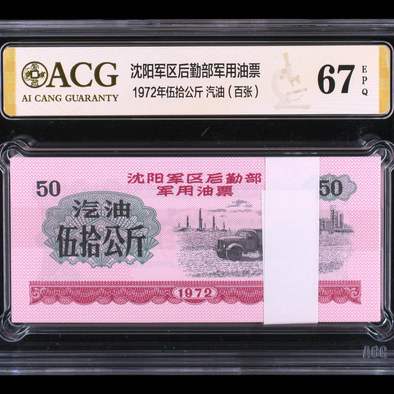 ACG
AI CANG GUARANTY
沈阳军区后勤部军用油票
1972年伍拾公斤 汽油（百张）
67
EPQ
50
沈阳军区后勤部
军用油票
50
汽油
伍拾公斤
1972
ACG